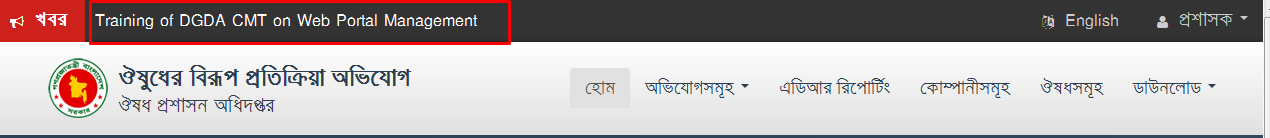 খবর Training of DGDA CMT on Web Portal Management English প্রশাসক
ঔষুধের বিরূপ প্রতিক্রিয়া অভিযোগ
ঔষধ প্রশাসন অধিদপ্তর
হোম অভিযোগসমূহ এডিআর রিপোর্টিং কোম্পানীসমূহ ঔষধসমূহ ডাউনলোড